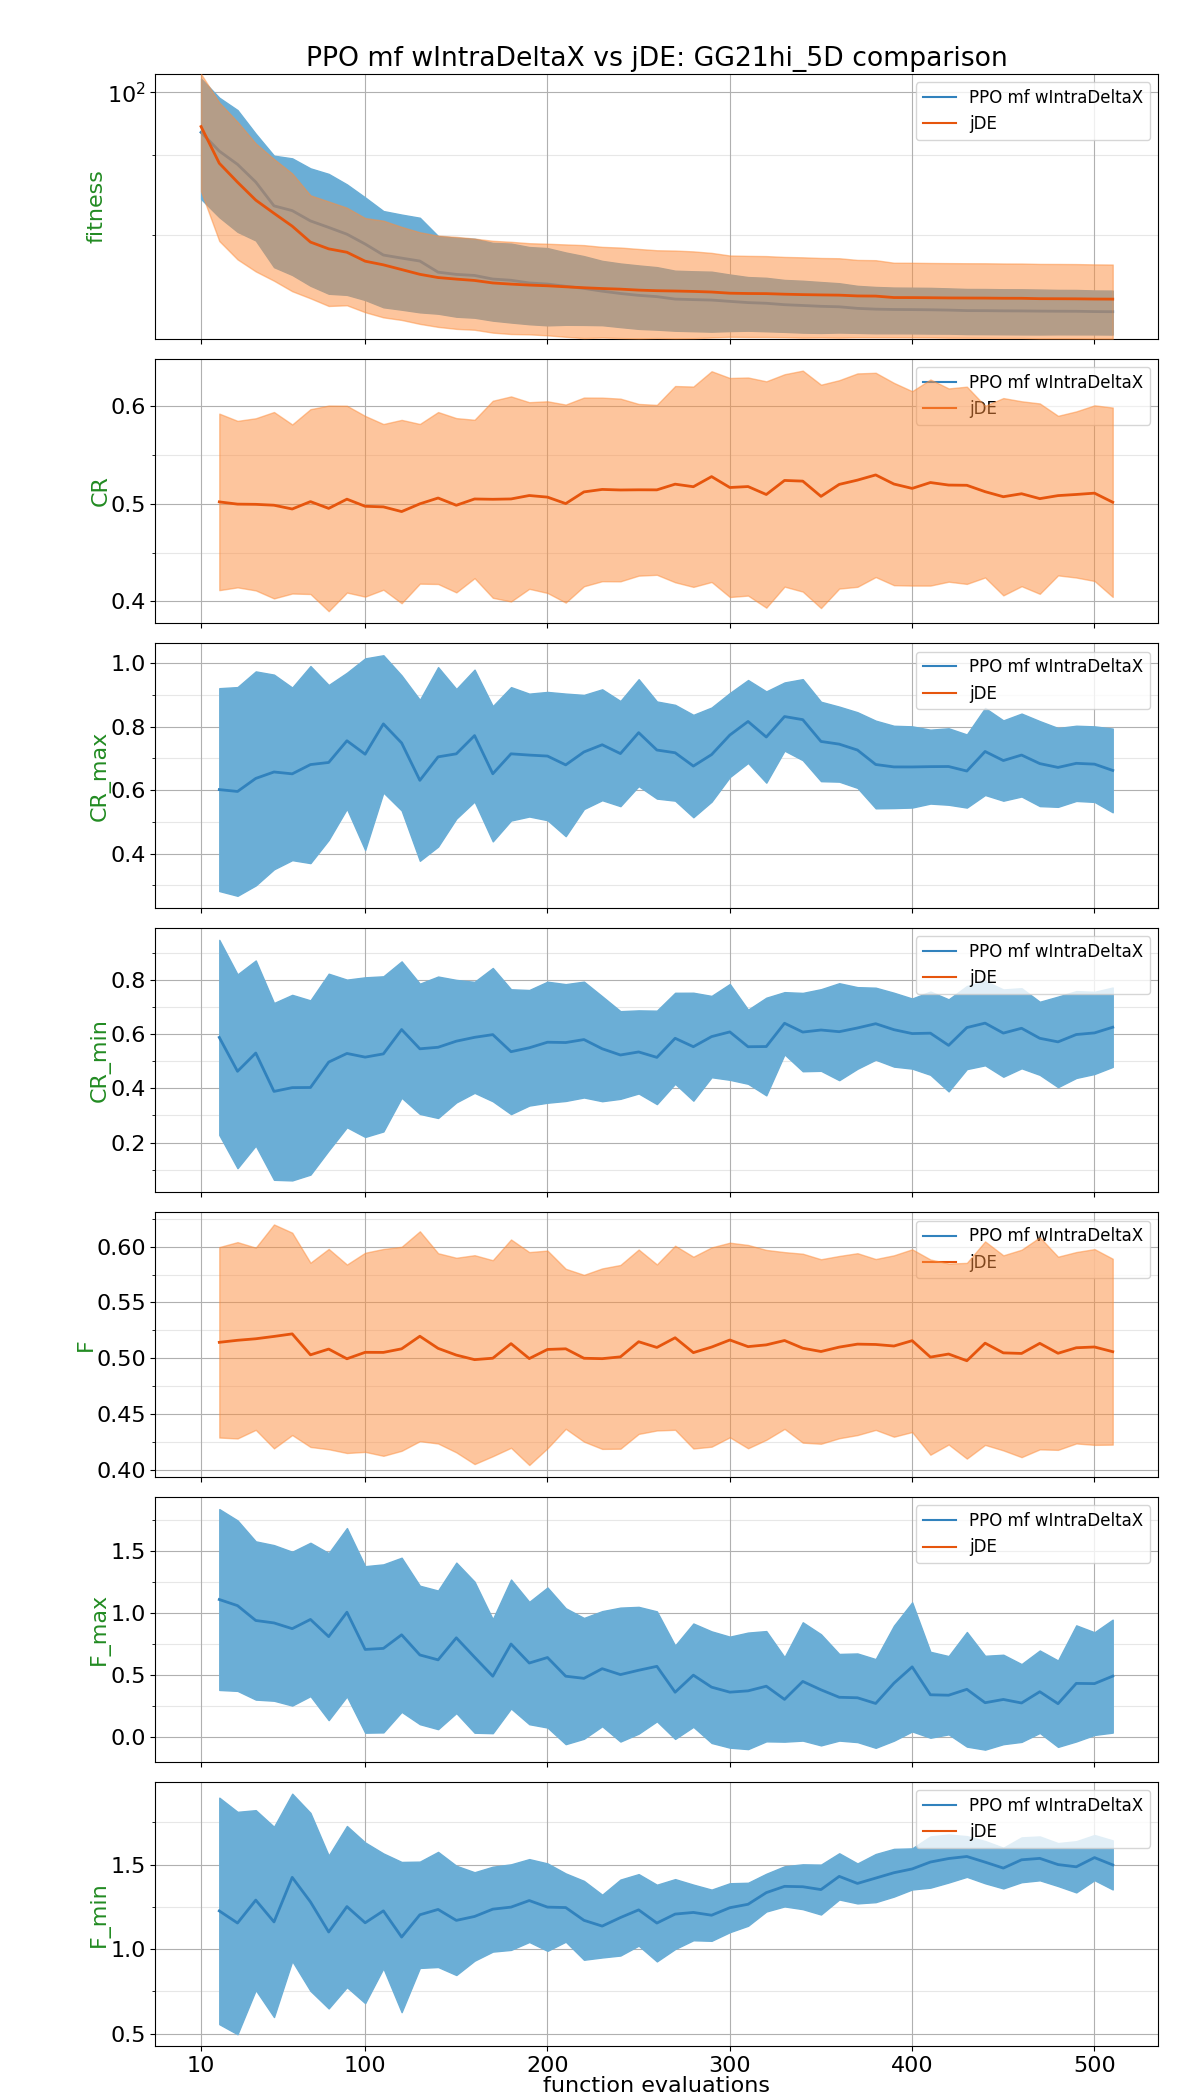 PPO mf wIntraDeltaX vs jDE: GG21hi_5D comparison
10²
fitness
PPO mf wIntraDeltaX
jDE
0.6
0.5
0.4
CR
PPO mf wIntraDeltaX
jDE
1.0
0.8
0.6
0.4
CR_max
PPO mf wIntraDeltaX
jDE
0.8
0.6
0.4
0.2
CR_min
PPO mf wIntraDeltaX
jDE
0.60
0.55
0.50
0.45
0.40
F
PPO mf wIntraDeltaX
jDE
1.5
1.0
0.5
0.0
F_max
PPO mf wIntraDeltaX
jDE
1.5
1.0
0.5
F_min
PPO mf wIntraDeltaX
jDE
10 100 200 300 400 500
function evaluations